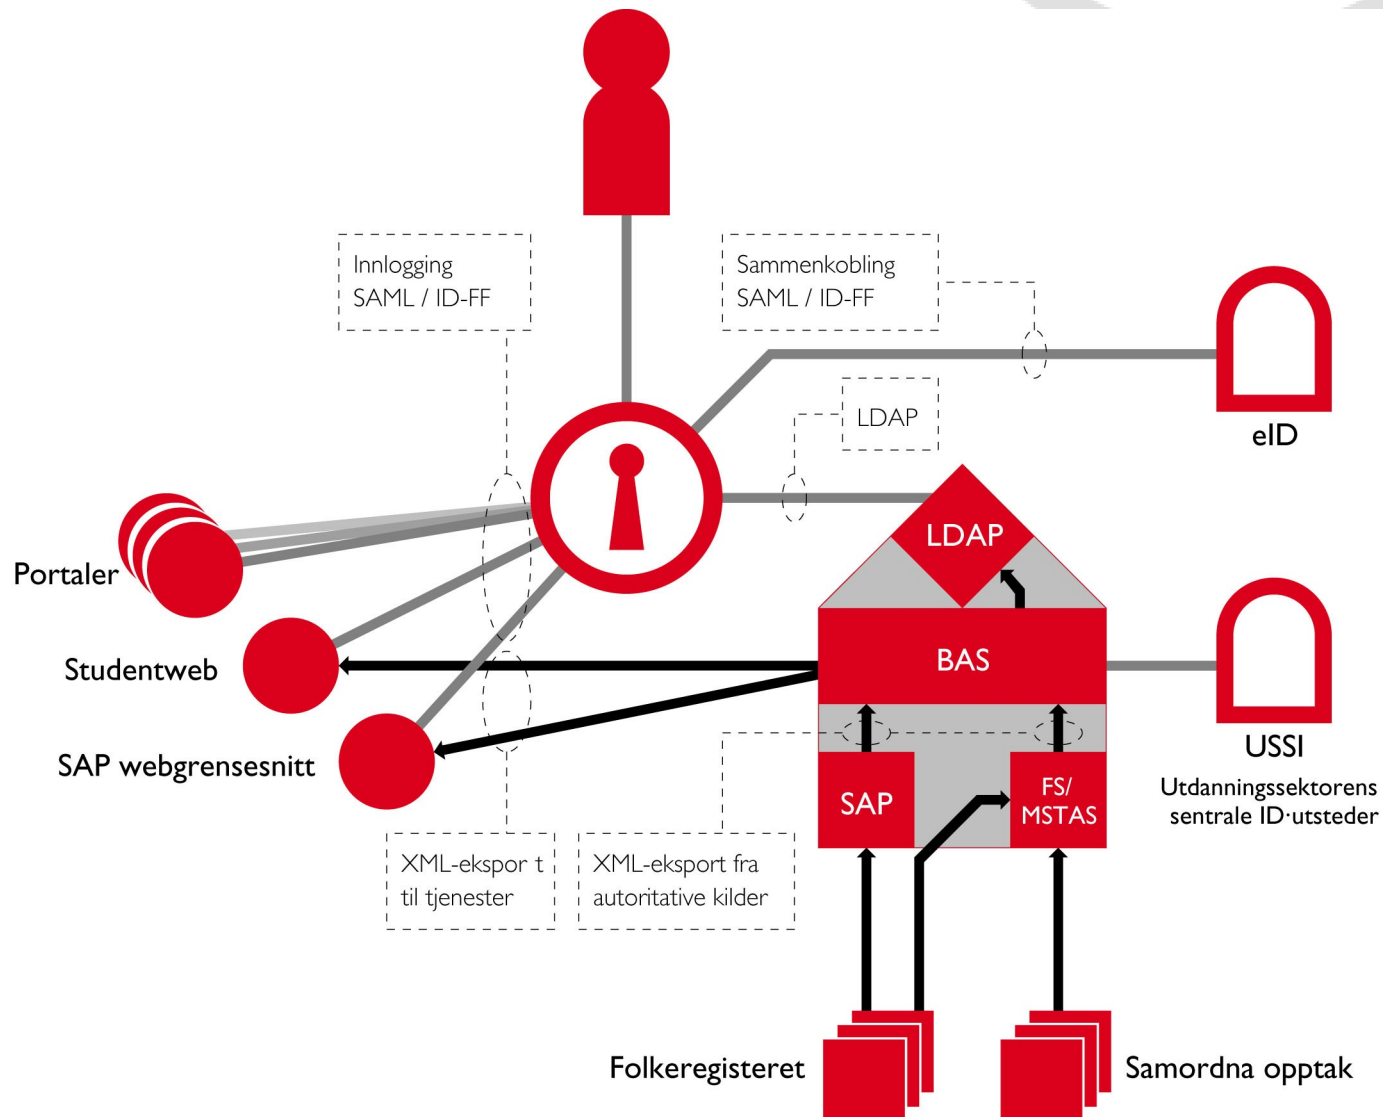 Innlogging
SAML / ID-FF
Sammenkobling
SAML / ID-FF
LDAP
eID
LDAP
Portaler
BAS
Studentweb
SAP webgrensesnitt
USSI
Utdanningssektorens
sentrale ID·utsteder
SAP
FS/
MSTAS
XML-ekspor t
til tjenester
XML-eksport fra
autoritative kilder
Folkeregisteret
Samordna opptak